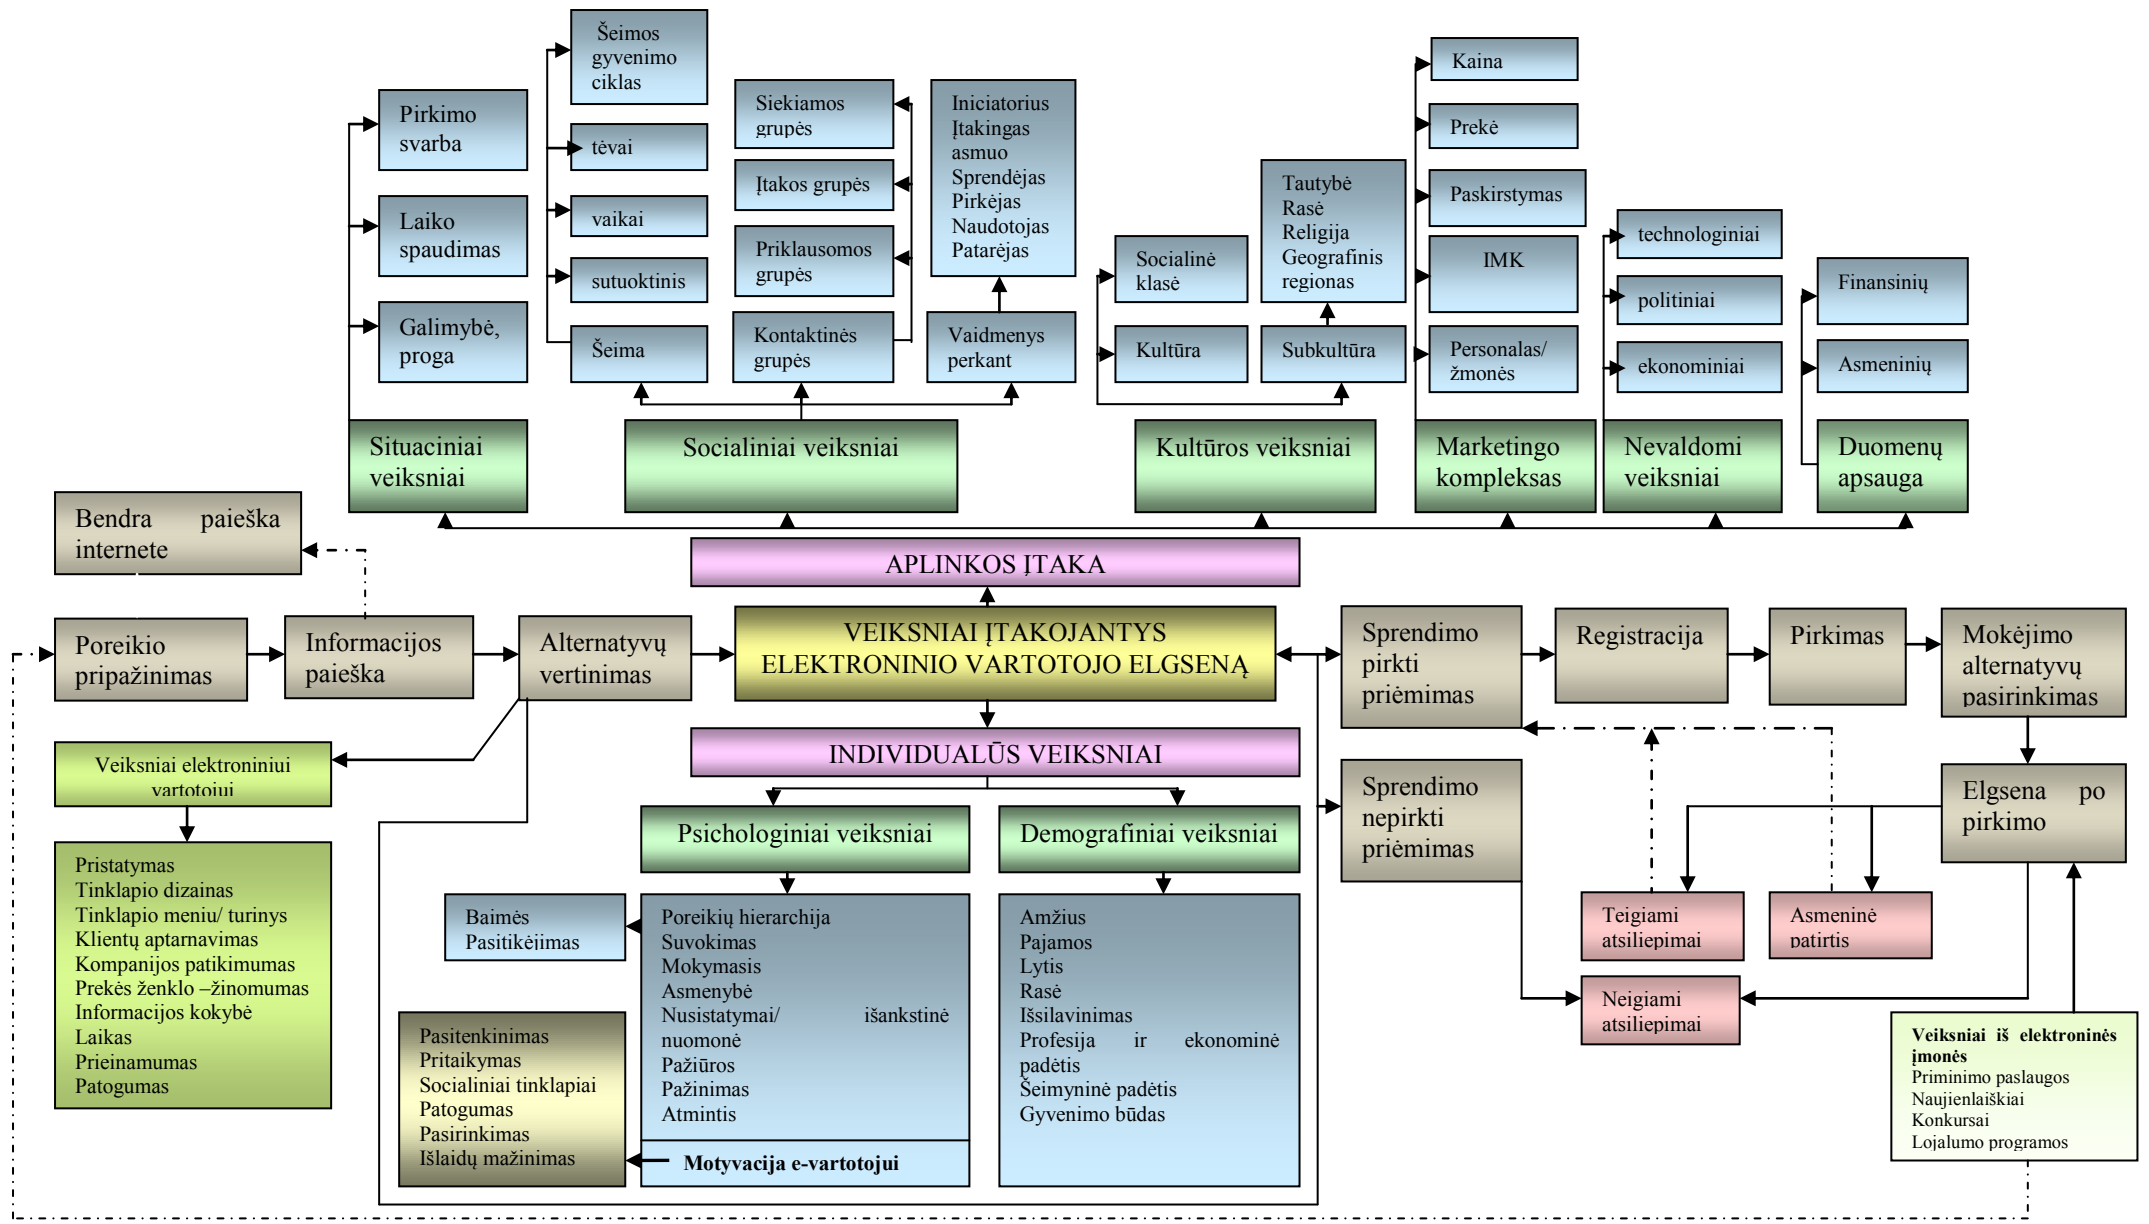 Šeimos
gyvenimo
ciklas
Kaina
Pirkimo
svarba
Siekiamos
grupės
Iniciatorius
Įtakingas
asmuo
Sprendėjas
Pirkėjas
Naudotojas
Patarėjas
Prekė
tėvai
Įtakos grupės
Tautybė
Rasė
Religija
Geografinis
regionas
Paskirstymas
Laiko
spaudimas
vaikai
Priklausomos
grupės
Socialinė
klasė
IMK
technologiniai
sutuoktinis
politiniai
Finansinių
Galimybė,
proga
Šeima
Kontaktinės
grupės
Vaidmenys
perkant
Kultūra
Subkultūra
Personalas/
žmonės
ekonominiai
Asmeninių
Situaciniai
veiksniai
Socialiniai veiksniai
Kultūros veiksniai
Marketingo
kompleksas
Nevaldomi
veiksniai
Duomenų
apsauga
Bendra paieška
internete
APLINKOS ĮTAKA
Poreikio
pripažinimas
Informacijos
paieška
Alternatyvų
vertinimas
VEIKSNIAI ĮTAKOJANTYS
ELEKTRONINIO VARTOTOJO ELGSENĄ
Sprendimo
pirkti
priėmimas
Registracija
Pirkimas
Mokėjimo
alternatyvų
pasirinkimas
INDIVIDUALŪS VEIKSNIAI
Veiksniai elektroniniui
vartotojui
Sprendimo
nepirkti
priėmimas
Elgsena po
pirkimo
Psichologiniai veiksniai
Demografiniai veiksniai
Pristatymas
Tinklapio dizainas
Tinklapio meniu/ turinys
Klientų aptarnavimas
Kompanijos patikimumas
Prekės ženklo –žinomumas
Informacijos kokybė
Laikas
Prieinamumas
Patogumas
Baimės
Pasitikėjimas
Poreikių hierarchija
Suvokimas
Mokymasis
Asmenybė
Nusistatymai/ išankstinė
nuomonė
Pažiūros
Pažinimas
Atmintis
Motyvacija e-vartotojui
Amžius
Pajamos
Lytis
Rasė
Išsilavinimas
Profesija ir ekonominė
padėtis
Šeimyninė padėtis
Gyvenimo būdas
Teigiami
atsiliepimai
Asmeninė
patirtis
Neigiami
atsiliepimai
Pasitenkinimas
Pritaikymas
Socialiniai tinklapiai
Patogumas
Pasirinkimas
Išlaidų mažinimas
Veiksniai iš elektroninės
įmonės
Priminimo paslaugos
Naujienlaiškiai
Konkursai
Lojalumo programos